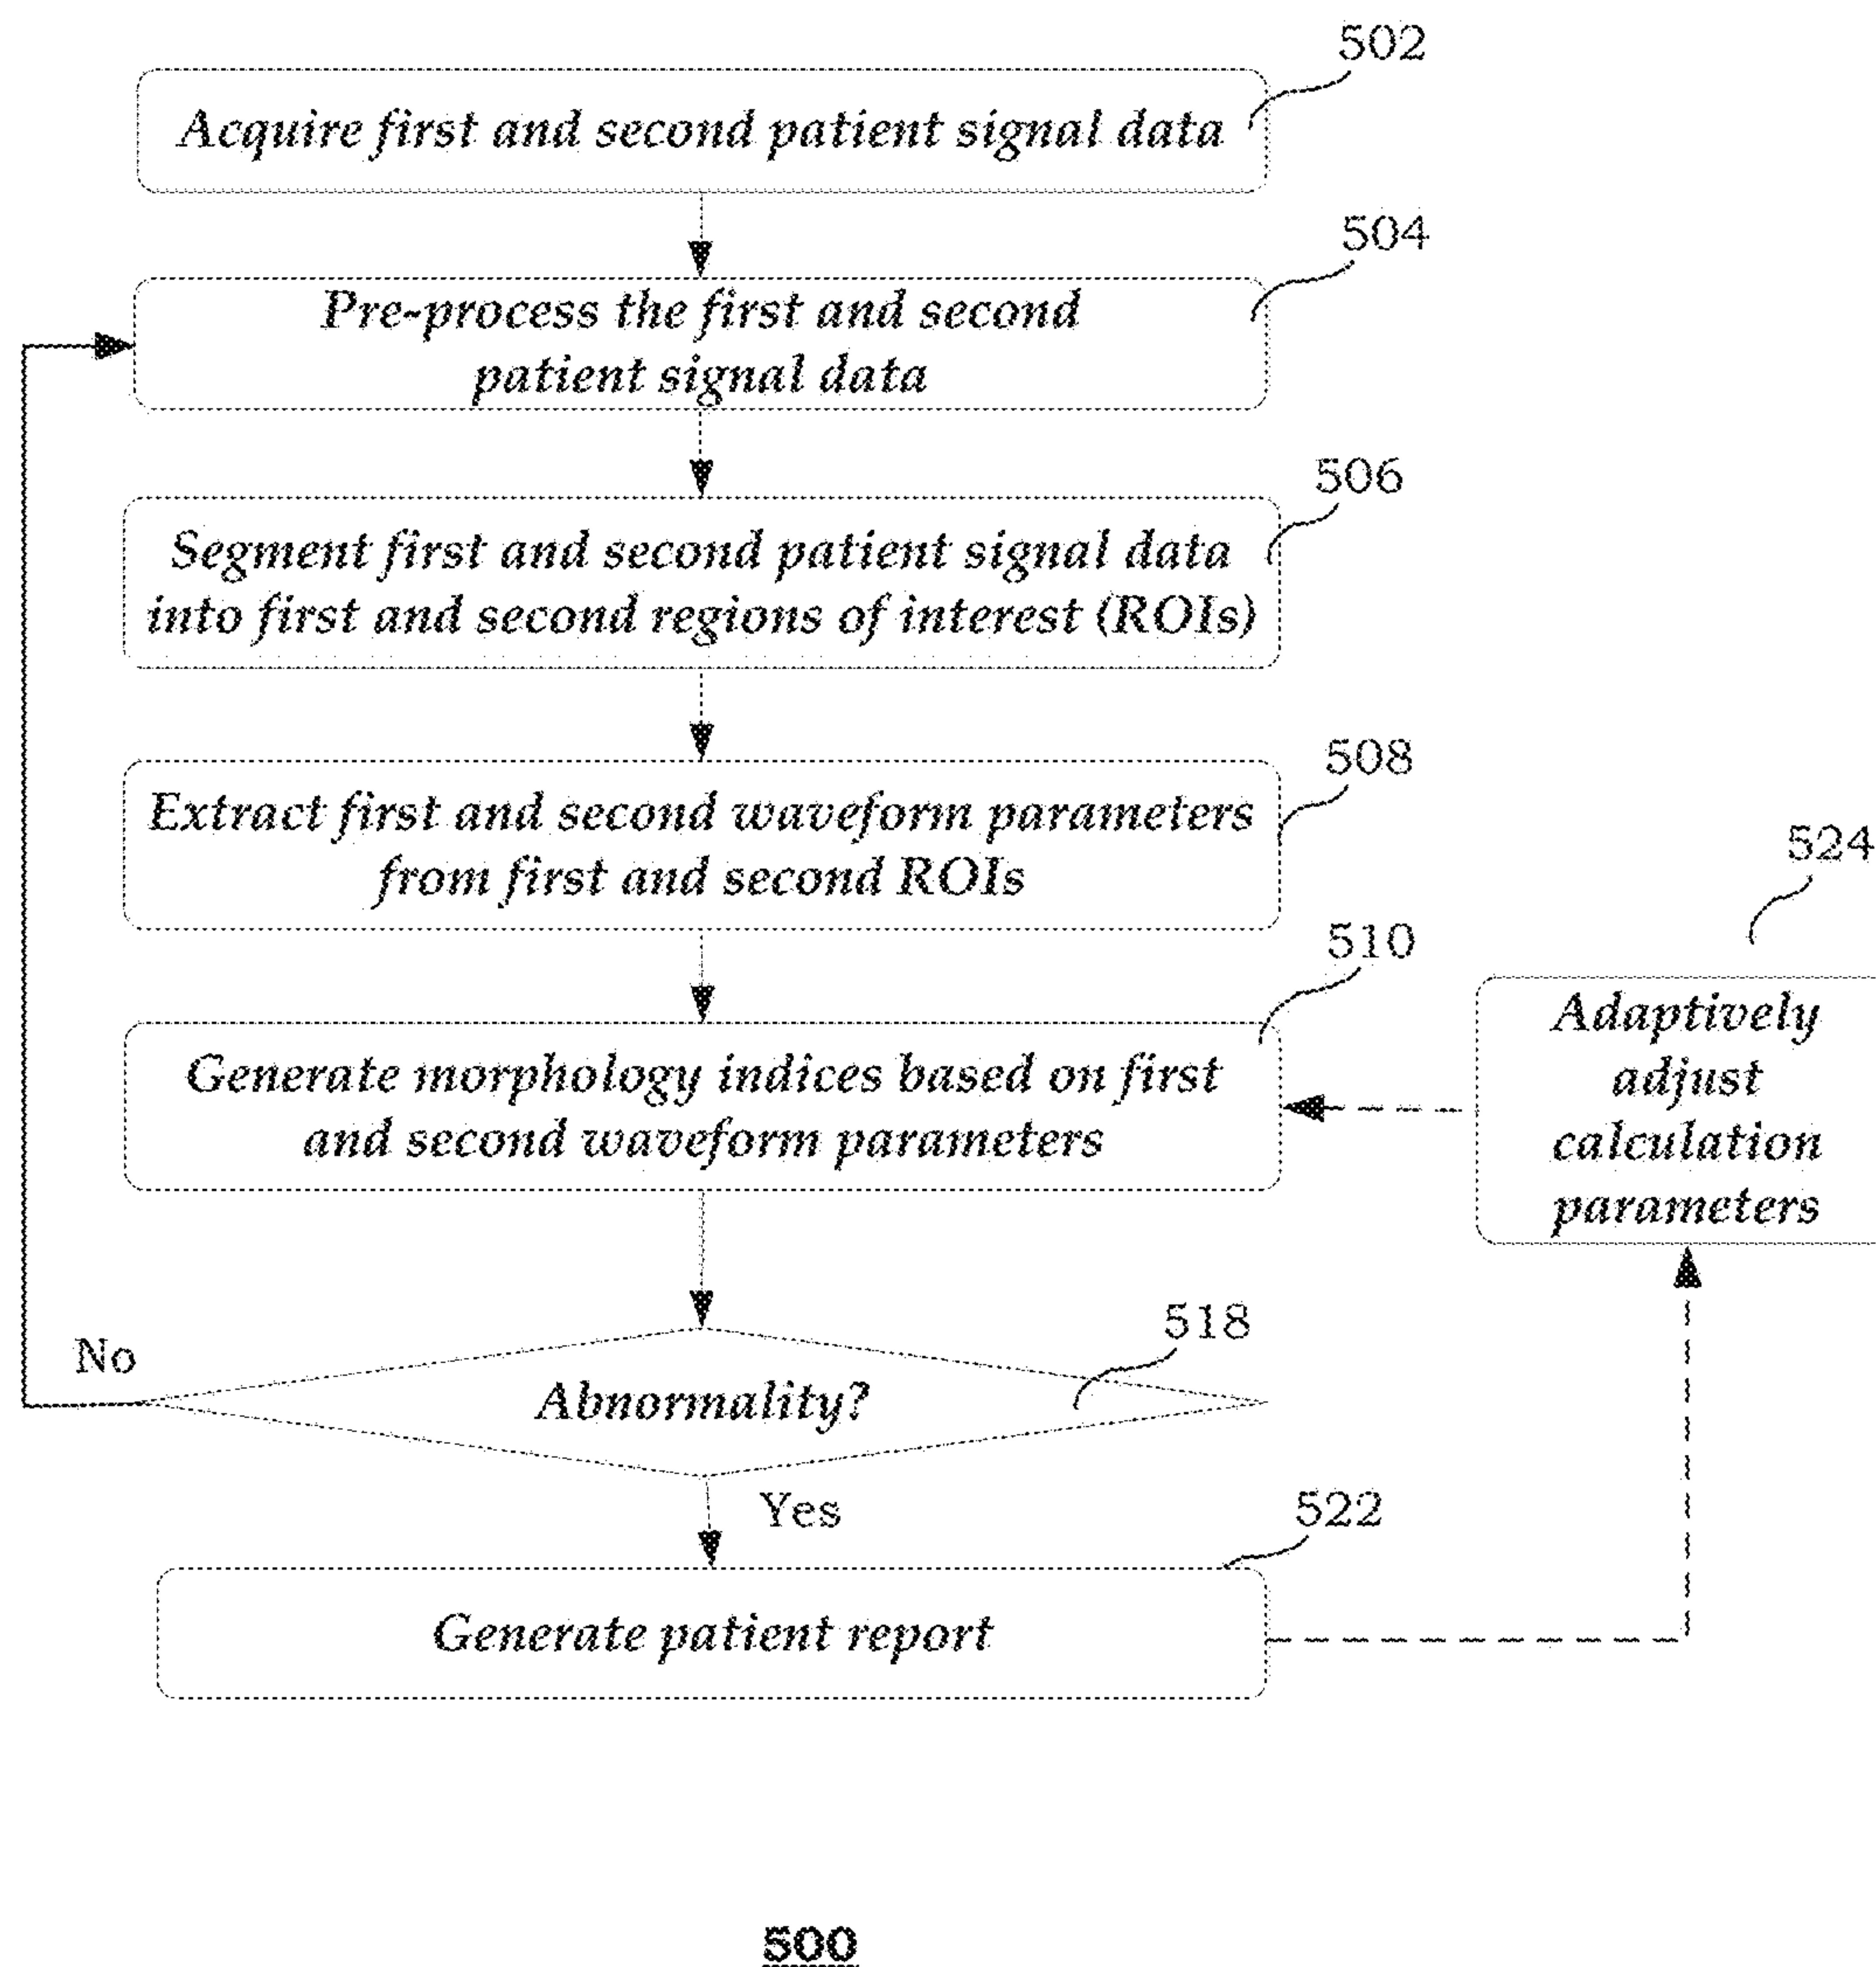 502
Acquire first and second patient signal data
504
Pre-process the first and second
patient signal data
506
Segment first and second patient signal data
into first and second regions of interest (ROIs)
508
Extract first and second waveform parameters
from first and second ROIs
524
510
Adaptively
adjust
calculation
parameters
Generate morphology indices based on first
and second waveform parameters
518
No
Abnormality?
Yes
522
Generate patient report
500